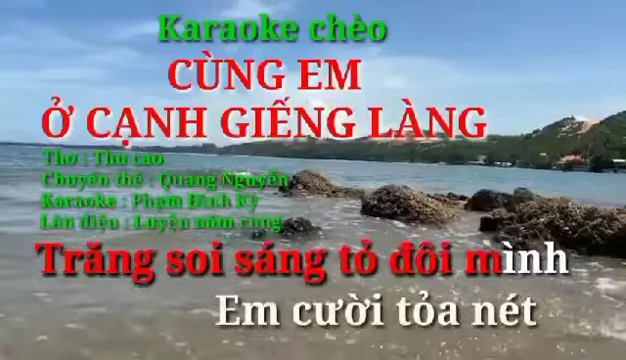 Karaoke chèo
CÙNG EM
Ở CẠNH GIẾNG LÀNG
Thơ : Thu cao
Chuyển thể : Quang Nguyễn
Karaoke : Phạm Đình Kỳ
Làn điệu : Luyện năm cung
Trăng soi sáng tỏ đôi mình
Em cười tỏa nét